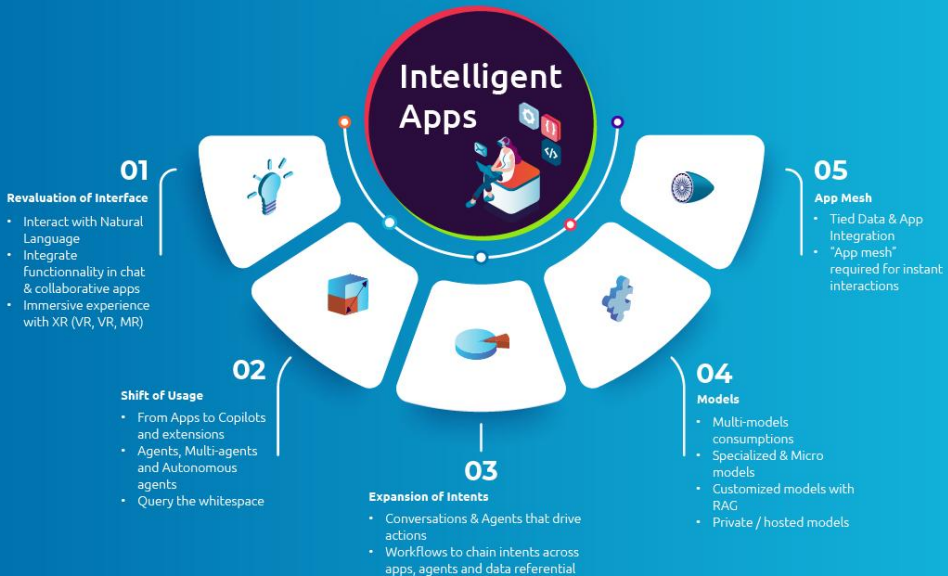 Intelligent
Apps
01
Revaluation of Interface
• Interact with Natural
Language
• Integrate
functionnality in chat
& collaborative apps
• Immersive experience
with XR (VR, VR, MR)
02
Shift of Usage
• From Apps to Copilots
and extensions
• Agents, Multi-agents
and Autonomous
agents
• Query the whitespace
03
Expansion of Intents
• Conversations & Agents that drive
actions
• Workflows to chain intents across
apps, agents and data referential
04
Models
• Multi-models
consumptions
• Specialized & Micro
models
• Customized models with
RAG
• Private / hosted models
05
App Mesh
• Tied Data & App
Integration
• “App mesh”
required for instant
interactions